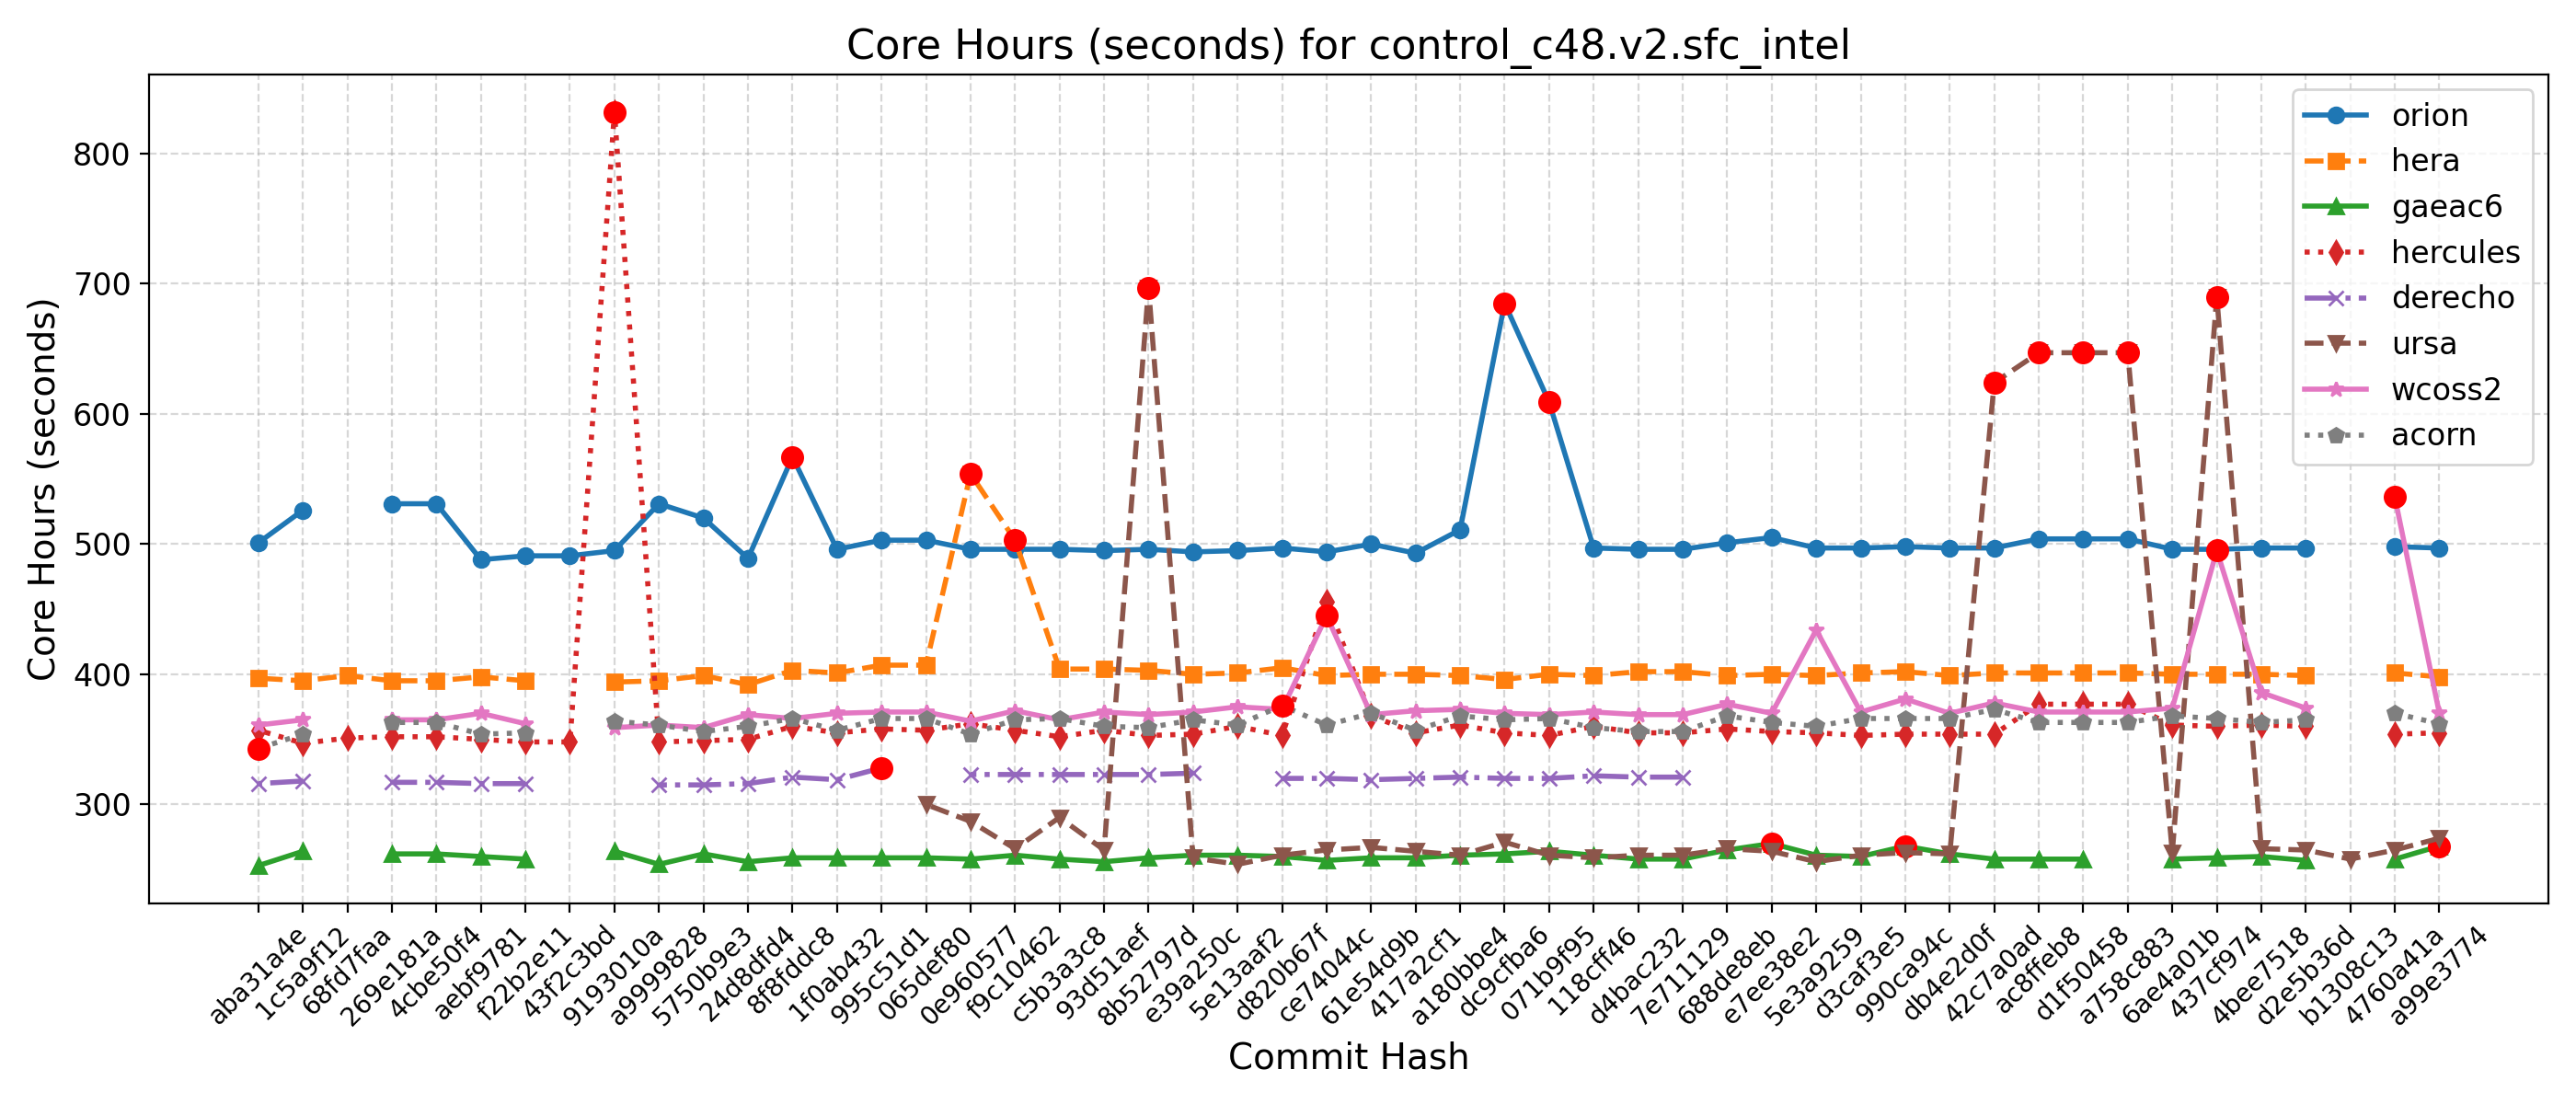 Core Hours (seconds) for control_c48.v2.sfc_intel
Core Hours (seconds)
800
700
600
500
400
300
orion
hera
gaeac6
hercules
derecho
ursa
wcoss2
acorn
aba31a4e
1c5a9f12
68fd7faa
269e181a
4cbe50f4
aebf9781
f22b2e11
43f2c3bd
9193010a
a9999828
5750b9e3
24d8dfd4
8f8fddc8
1f0ab432
995c51d1
065def80
0e960577
f9c10462
c5b3a3c8
93d51aef
8b52797d
e39a250c
5e13aaf2
d820b67f
ce74044c
61e54d9b
417a2cf1
a180bbe4
dc9cfba6
071b9f95
118cff46
d4bac232
7e711129
688de8eb
e7ee38e2
5e3a9259
d3caf3e5
990ca94c
db4e2d0f
42c7a0ad
ac8ffeb8
d1f50458
a758c883
6ae4a01b
437cf974
4bee7518
d2e5b36d
b1308c13
4760a41a
a99e3774
Commit Hash